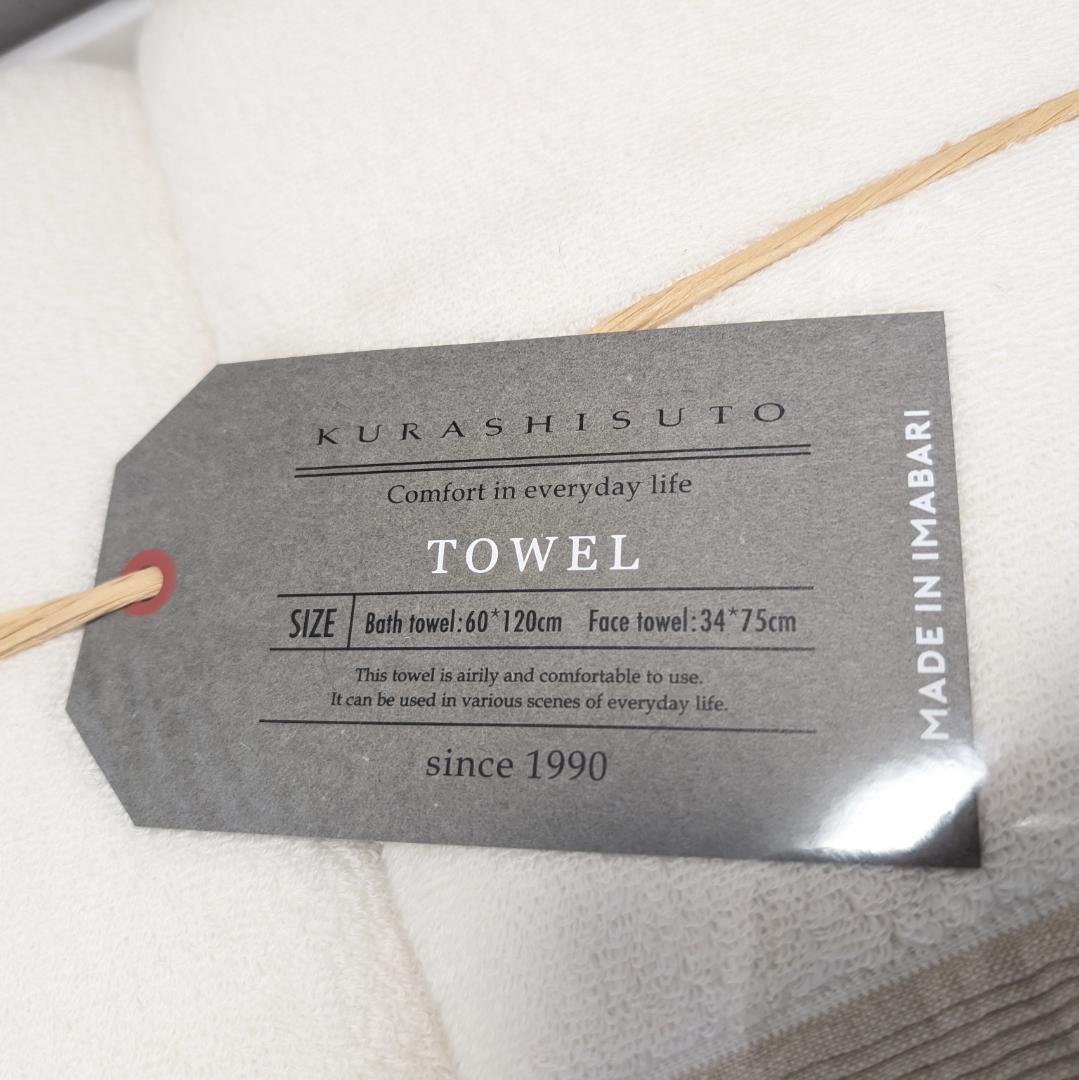 KURASHISUTO
Comfort in everyday life
TOWEL
SIZE Bath towel:60*120cm Face towel:34*75cm
This towel is airily and comfortable to use.
It can be used in various scenes of everyday life.
since 1990
MADE IN IMABARI